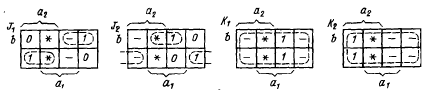 J₁ a₂ J₂ a₂ K₁ a₂ K₂ a₂
b 0 * − 1 b − * 1 0 b − * 1 − b − * 1 −
1 * − 0 − * 0 1 − * 1 − 1 * − −
a₁ a₁ a₁ a₁